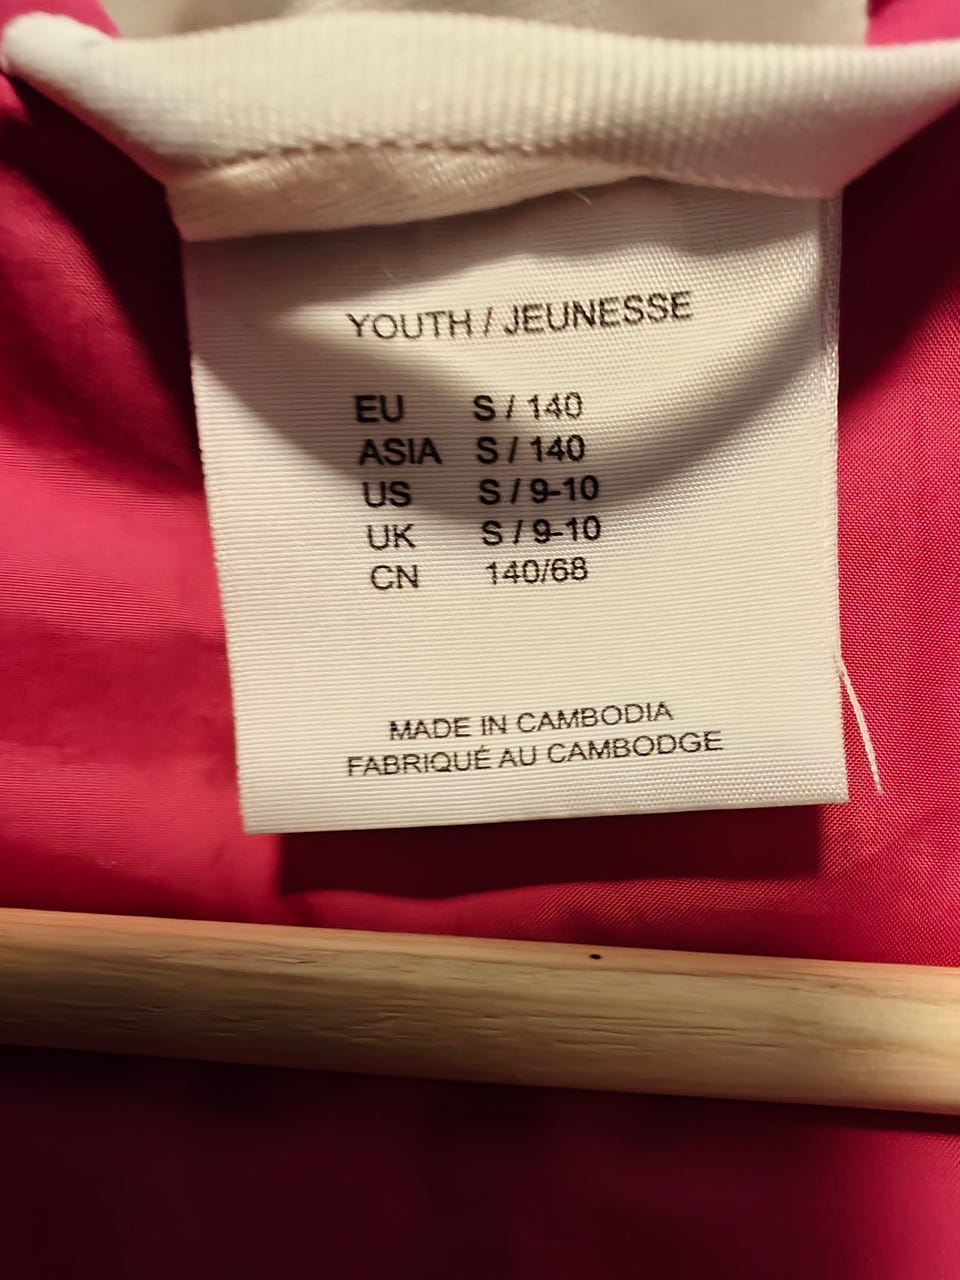 YOUTH / JEUNESSE
EU S / 140
ASIA S / 140
US S / 9-10
UK S / 9-10
CN 140/68
MADE IN CAMBODIA
FABRIQUÉ AU CAMBODGE